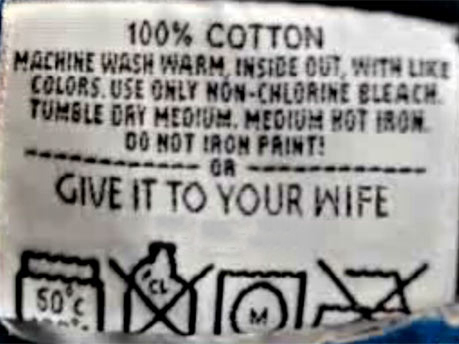 100% COTTON
MACHINE WASH WARM, INSIDE OUT, WITH LIKE
COLORS. USE ONLY NON-CHLORINE BLEACH.
TUMBLE DRY MEDIUM. MEDIUM HOT IRON.
DO NOT IRON PRINT!
OR
GIVE IT TO YOUR WIFE
50°C CL M